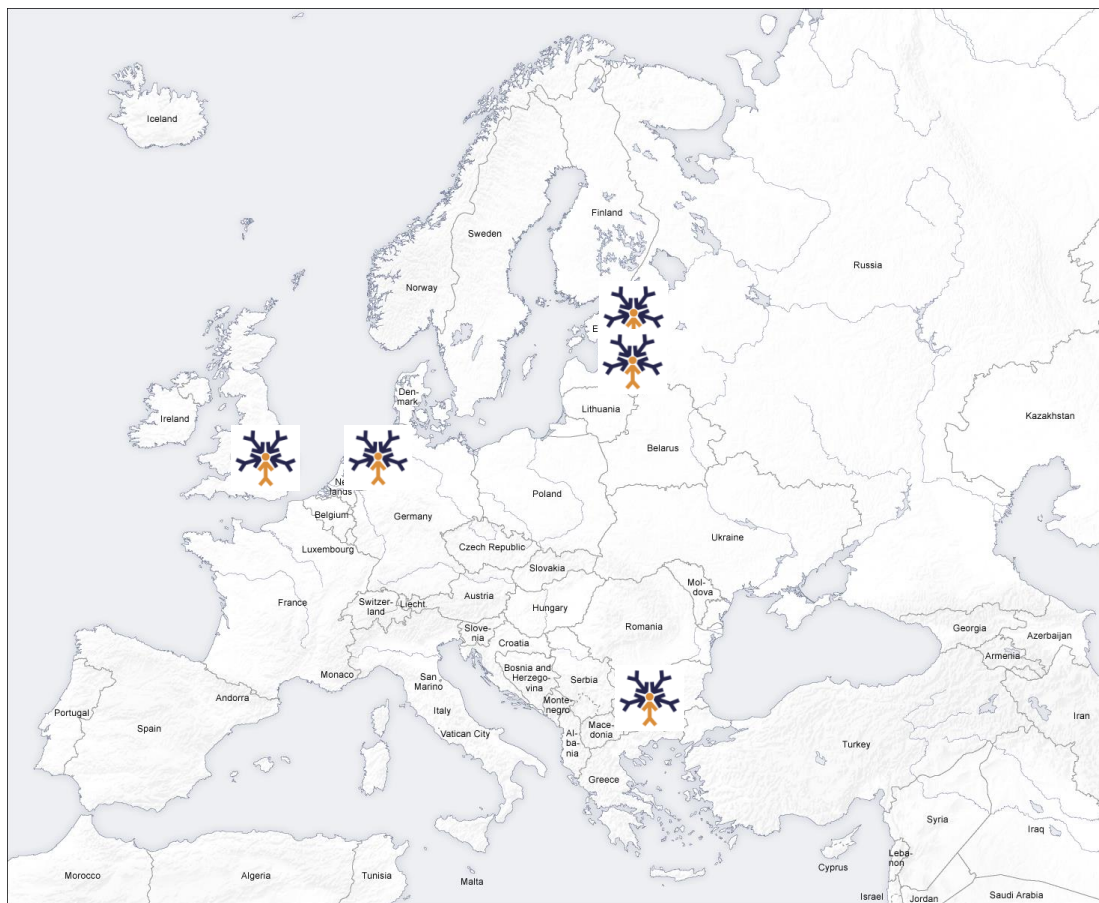 Iceland
Finland
Sweden
Russia
Norway
E
Den-
mark
Lithuania
Ireland
Kazakhstan
Belarus
Ne
lands
Poland
Belgium
Germany
Ukraine
Czech Republic
Luxembourg
Slovakia
Mol-
dova
Austria
France
Switzer-
land
Liecht.
Hungary
Romania
Georgia
Slove-
nia
Azerbaijan
Croatia
Armenia
Bosnia and
Herzego-
vina
Serbia
Monaco
San
Marino
Andorra
Monte-
negro
Portugal
Italy
Iran
Spain
Mace-
donia
Vatican City
Al-
ba-
nia
Turkey
Greece
Syria
Iraq
Leba-
non
Cyprus
Morocco
Algeria
Tunisia
Malta
Israel
Jordan
Saudi Arabia